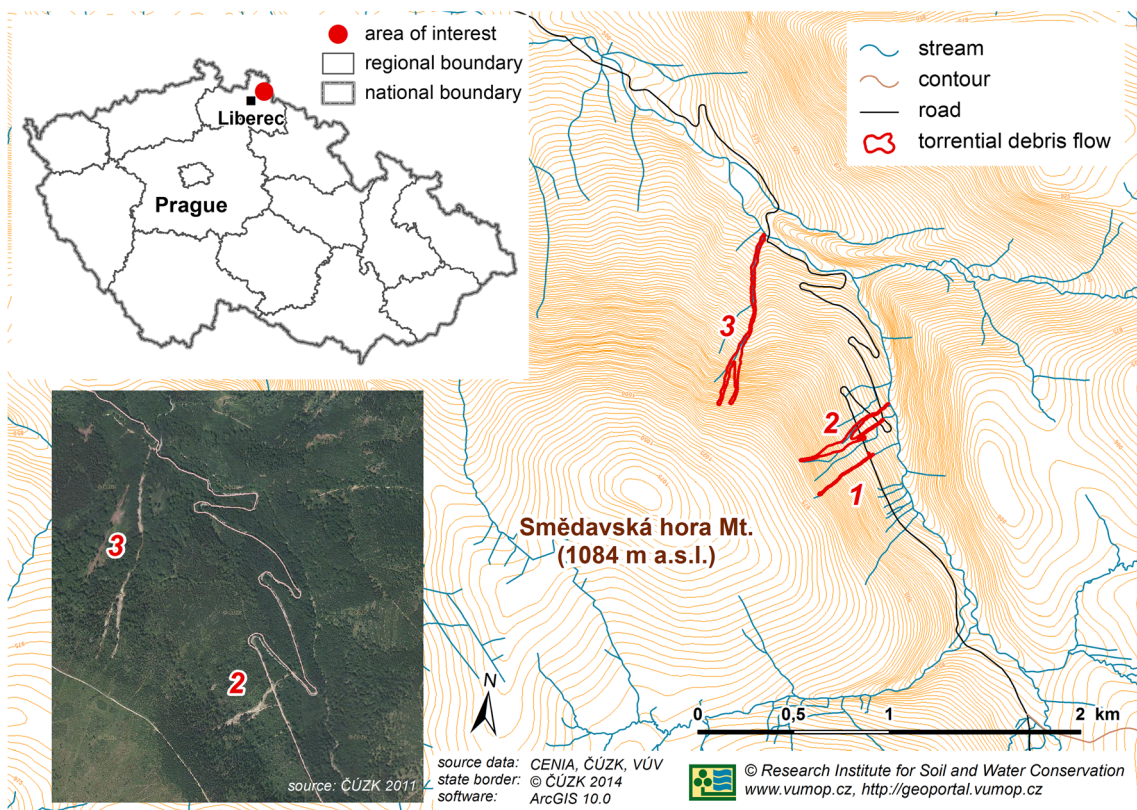 area of interest
regional boundary
national boundary
Liberec
Prague
stream
contour
road
torrential debris flow
3
2
1
Smědavská hora Mt.
(1084 m a.s.l.)
3
2
source: ČÚZK 2011
N
0 0,5 1 2 km
source data: CENIA, ČÚZK, VÚV
state border: © ČÚZK 2014
software: ArcGIS 10.0
© Research Institute for Soil and Water Conservation
www.vumop.cz, http://geoportal.vumop.cz